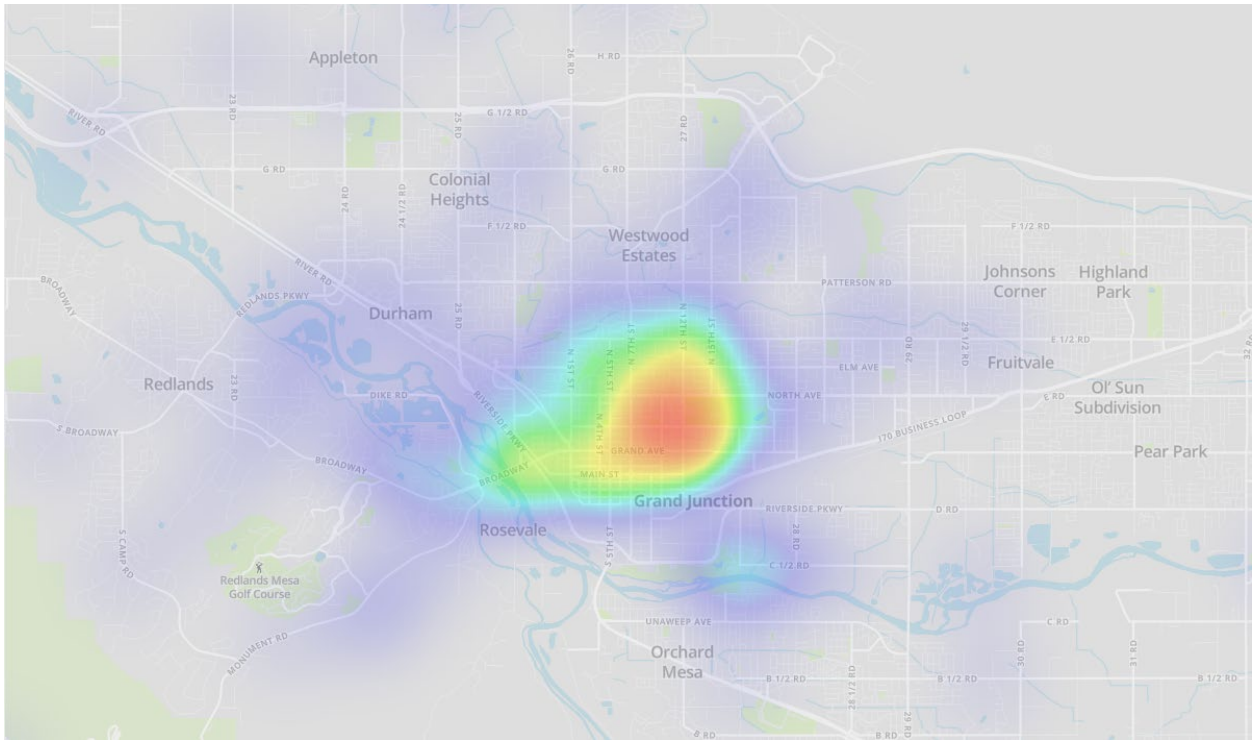 Appleton
26 RD
H RD
23 RD
RIVER RD
G 1/2 RD
25 RD
27 RD
G RD
24 RD
24 1/2 RD
Colonial
Heights
F 1/2 RD
Westwood
Estates
F 1/2 RD
BROADWAY
RIVER RD
REDLANDS PKWY
PATTERSON RD
Johnsons
Corner
Highland
Park
Durham
25 RD
N 7TH ST
N 12TH ST
N 15TH ST
29 RD
29 1/2 RD
E 1/2 RD
32 RD
N 1ST ST
N 5TH ST
ELM AVE
Fruitvale
Redlands
23 RD
DIKE RD
RIVERSIDE PKWY
NORTH AVE
E RD
Ol' Sun
Subdivision
S BROADWAY
N 4TH ST
I70 BUSINESS LOOP
BROADWAY
BROADWAY
GRAND AVE
MAIN ST
Pear Park
Grand Junction
RIVERSIDE PKWY
D RD
Rosevale
S CAMP RD
S 5TH ST
28 RD
C 1/2 RD
Redlands Mesa
Golf Course
MONUMENT RD
UNAWEEP AVE
C RD
Orchard
Mesa
B 1/2 RD
28 1/2 RD
29 RD
30 RD
31 RD
B 1/2 RD
B 1/2 RD
B RD
B RD